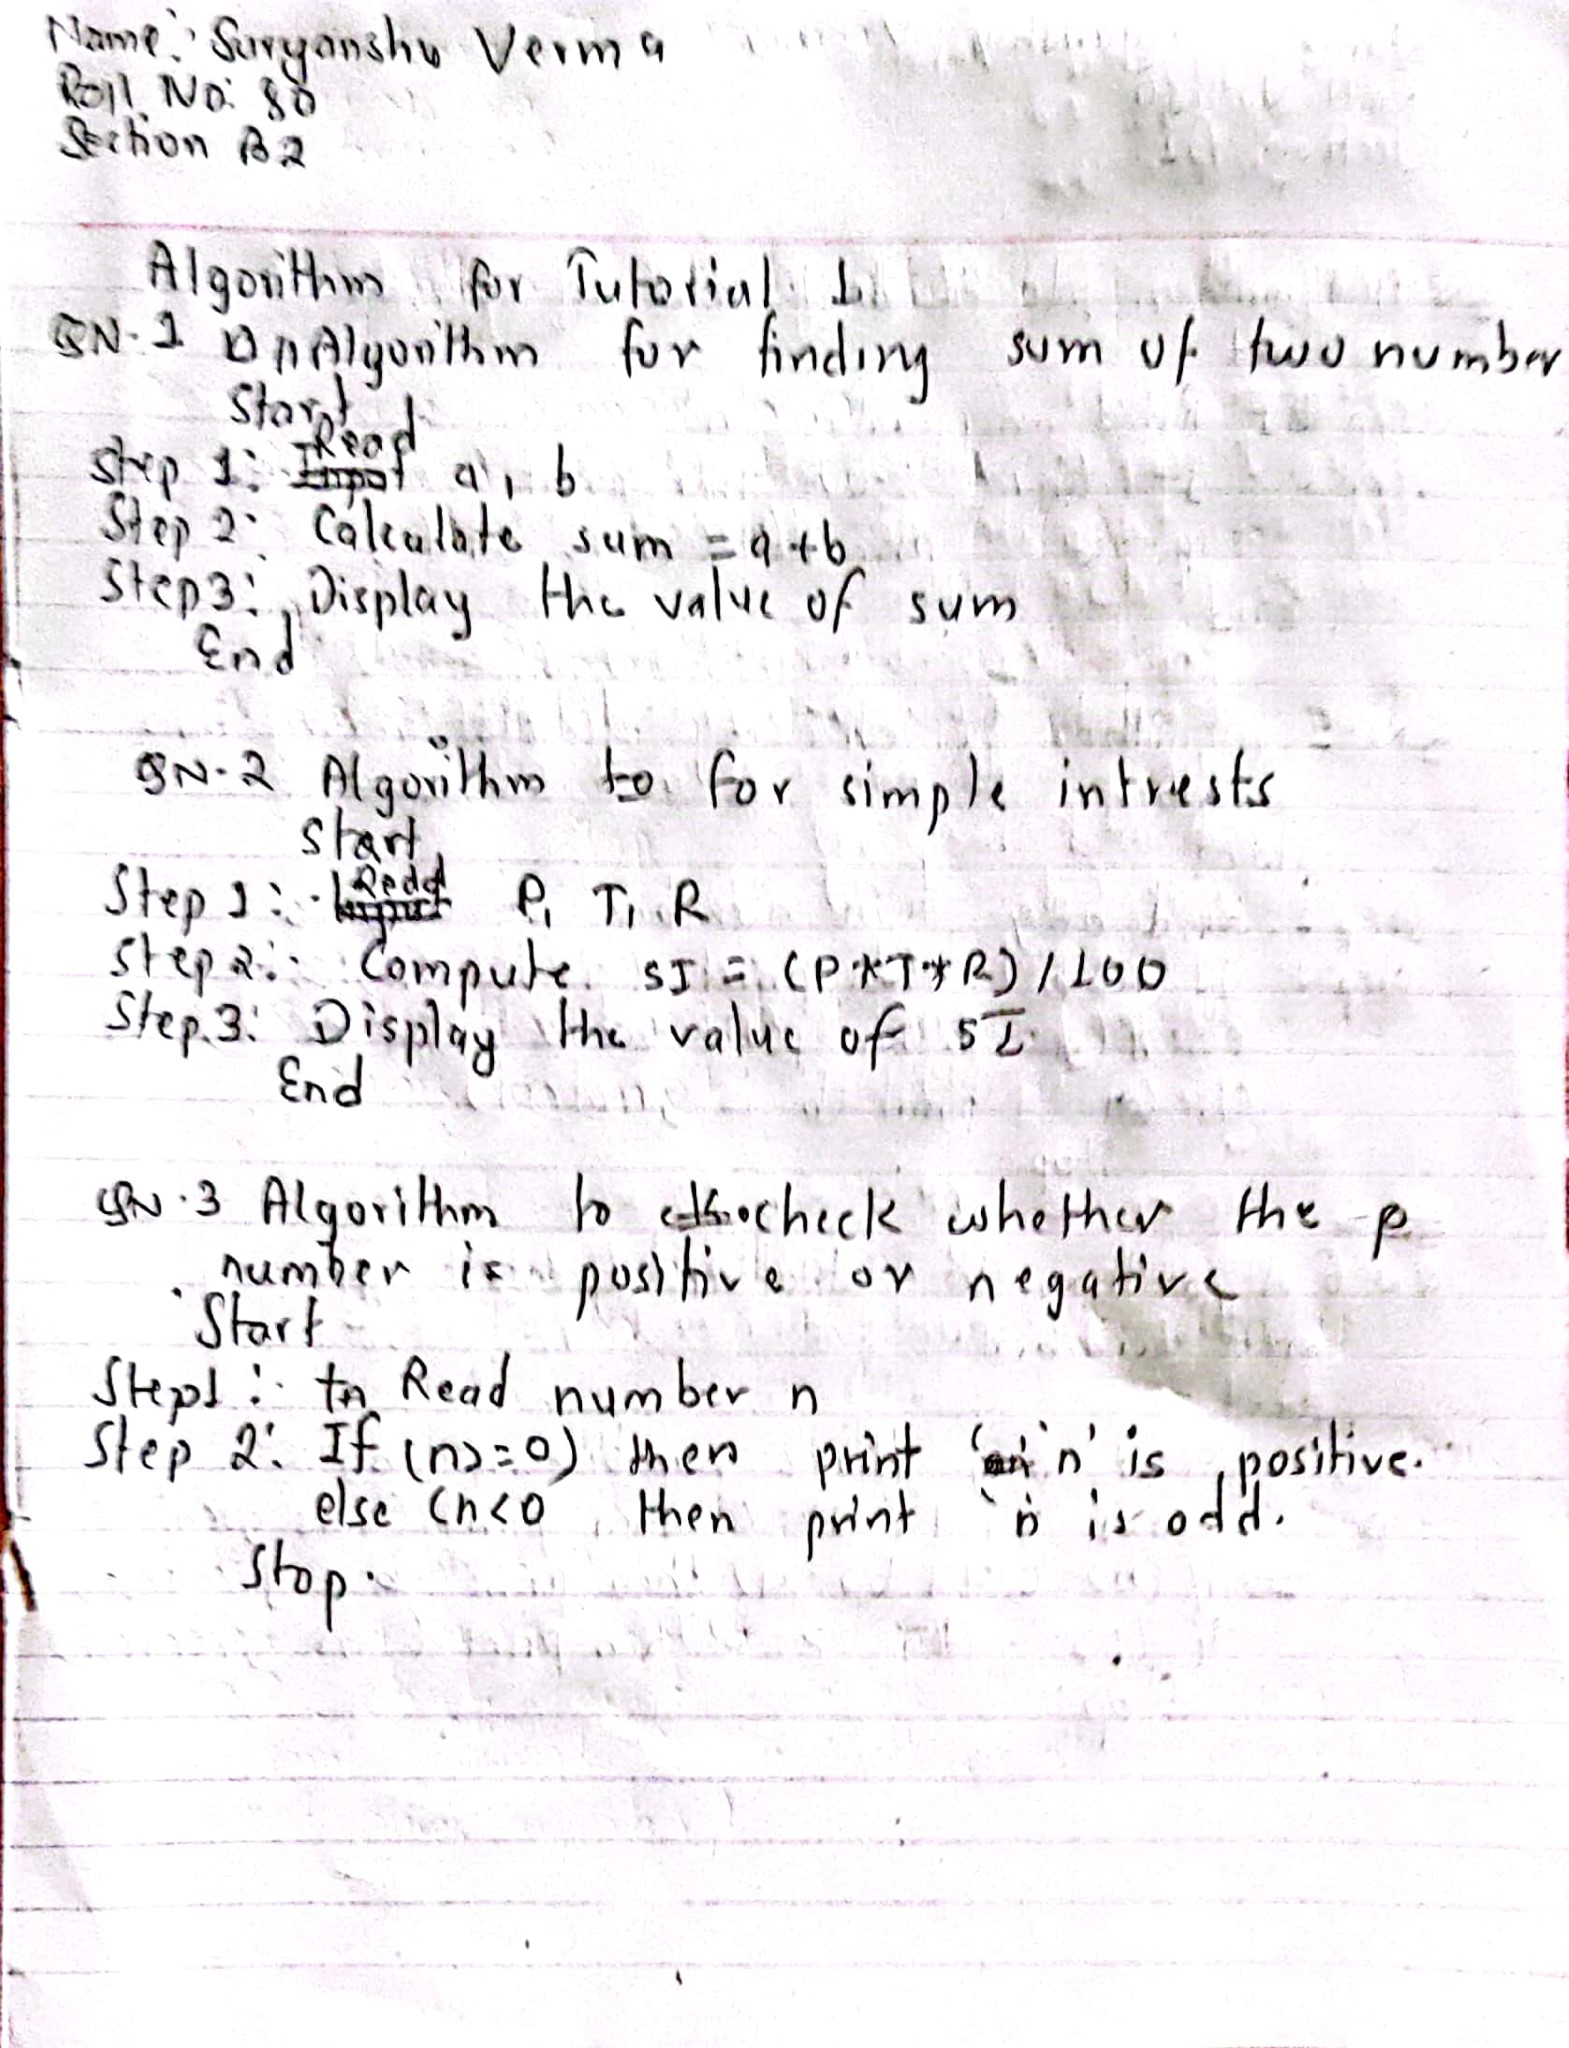 Name: Suryanshu Verma
Roll No: 80
Section B2
Algorithm for Tutorial 1
QN.1 Algorithm for finding sum of two number
Start
Step 1: Read a, b
Step 2: Calculate sum = a+b
Step3: Display the value of sum
End
QN.2 Algorithm to for simple intrests
Start
Step 1: Read P, T, R
Step 2: Compute SI = (P*T*R)/100
Step.3: Display the value of SI
End
QN.3 Algorithm to check whether the p
number is positive or negative
Start
Step1: to Read number n
Step 2: If (n>=0) then print 'n' is positive.
else (n<0 then print 'n is odd.
Stop.